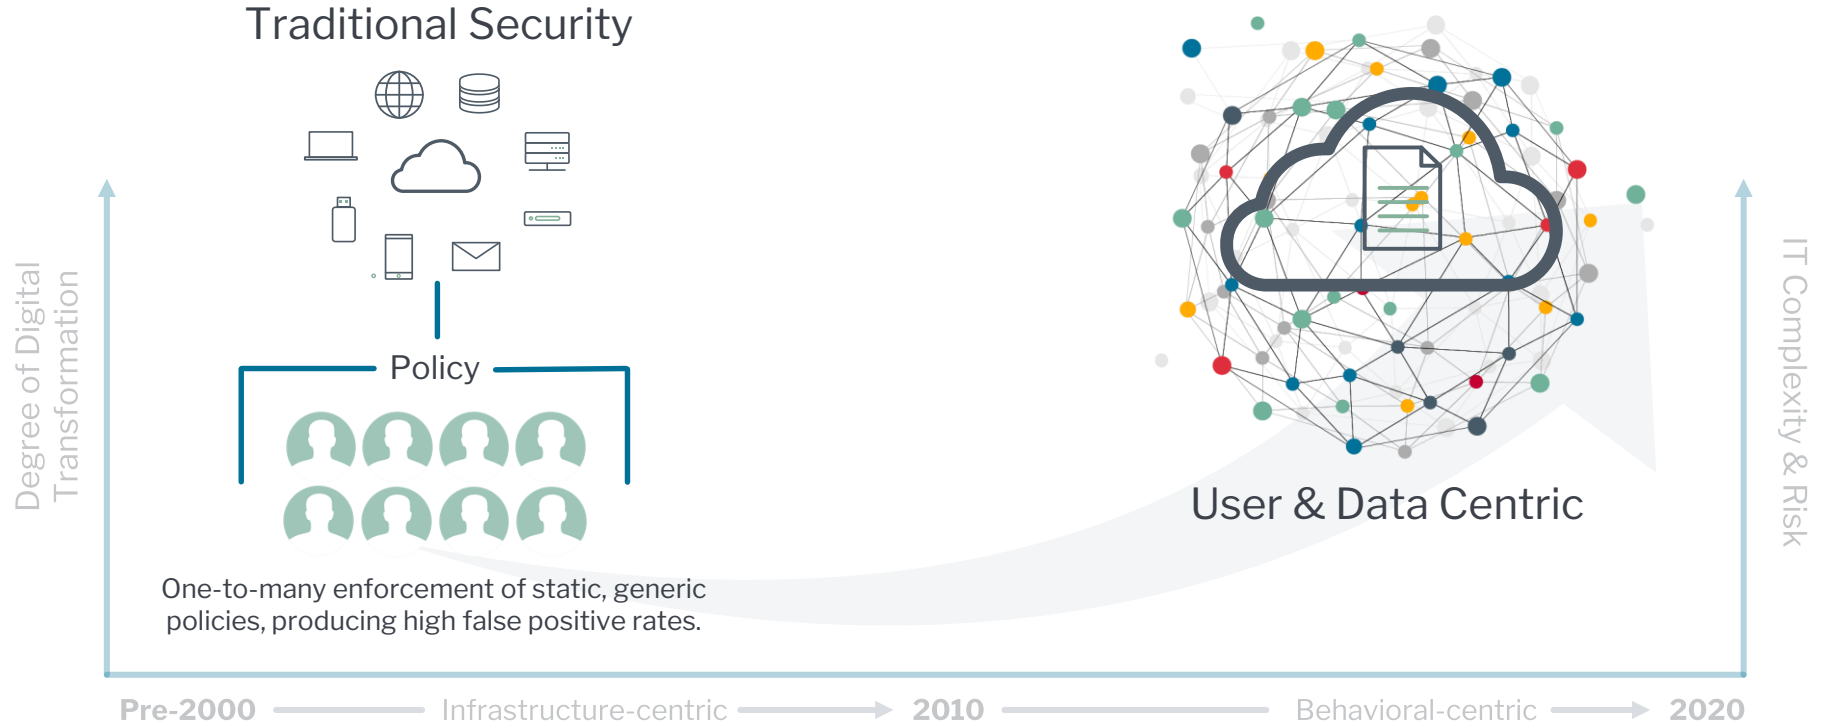 Traditional Security
Policy
One-to-many enforcement of static, generic
policies, producing high false positive rates.
User & Data Centric
Degree of Digital
Transformation
IT Complexity & Risk
Pre-2000
Infrastructure-centric
2010
Behavioral-centric
2020